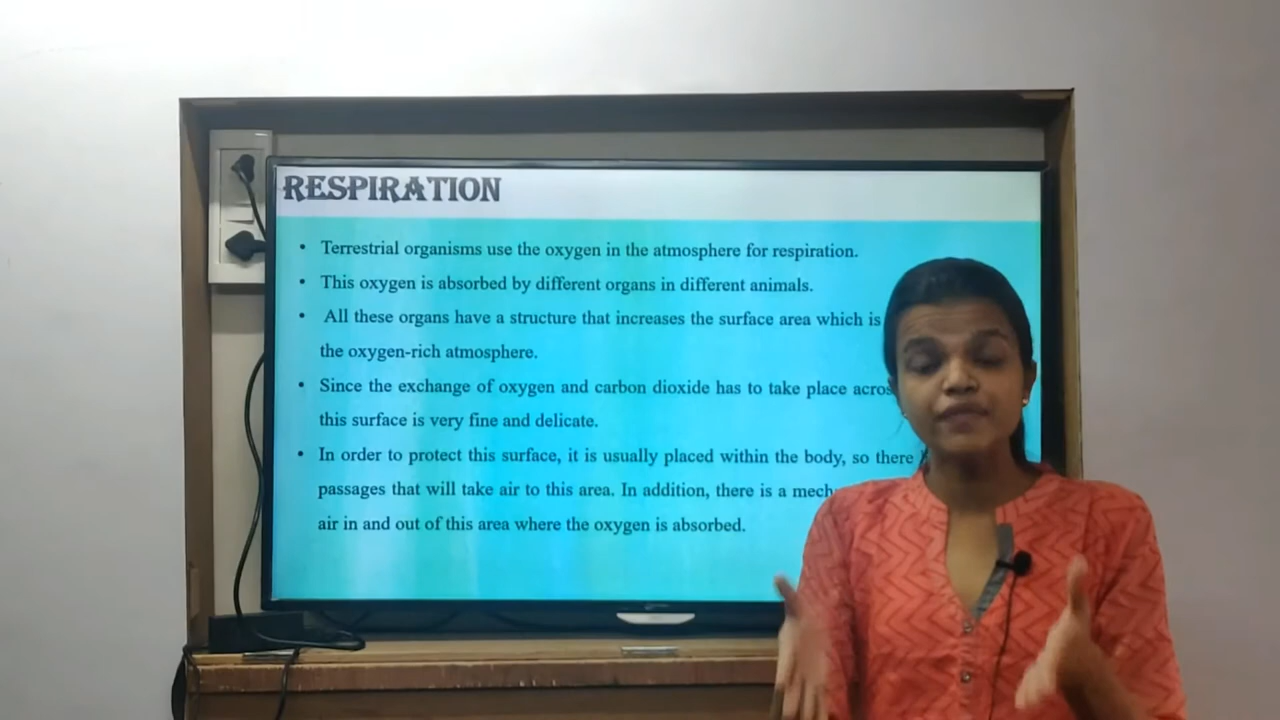 RESPIRATION
• Terrestrial organisms use the oxygen in the atmosphere for respiration.
• This oxygen is absorbed by different organs in different animals.
• All these organs have a structure that increases the surface area which is
the oxygen-rich atmosphere.
• Since the exchange of oxygen and carbon dioxide has to take place
this surface is very fine and delicate.
• In order to protect this surface, it is usually placed within the body, so there
passages that will take air to this area. In addition, there is a
air in and out of this area where the oxygen is absorbed.